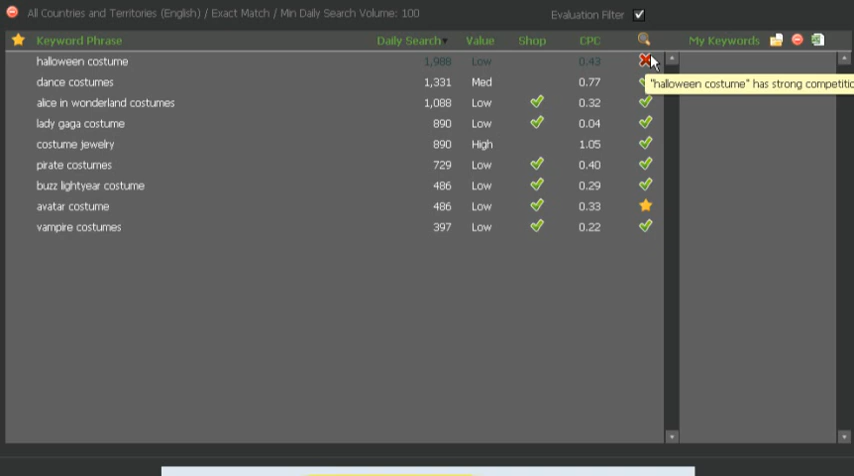 All Countries and Territories (English) / Exact Match / Min Daily Search Volume: 100
Evaluation Filter
Keyword Phrase Daily Search Value Shop CPC My Keywords
halloween costume 1,988 Low 0.43
"halloween costume" has strong competitio
dance costumes 1,331 Med 0.77
alice in wonderland costumes 1,088 Low 0.32
lady gaga costume 890 Low 0.04
costume jewelry 890 High 1.05
pirate costumes 729 Low 0.40
buzz lightyear costume 486 Low 0.29
avatar costume 486 Low 0.33
vampire costumes 397 Low 0.22